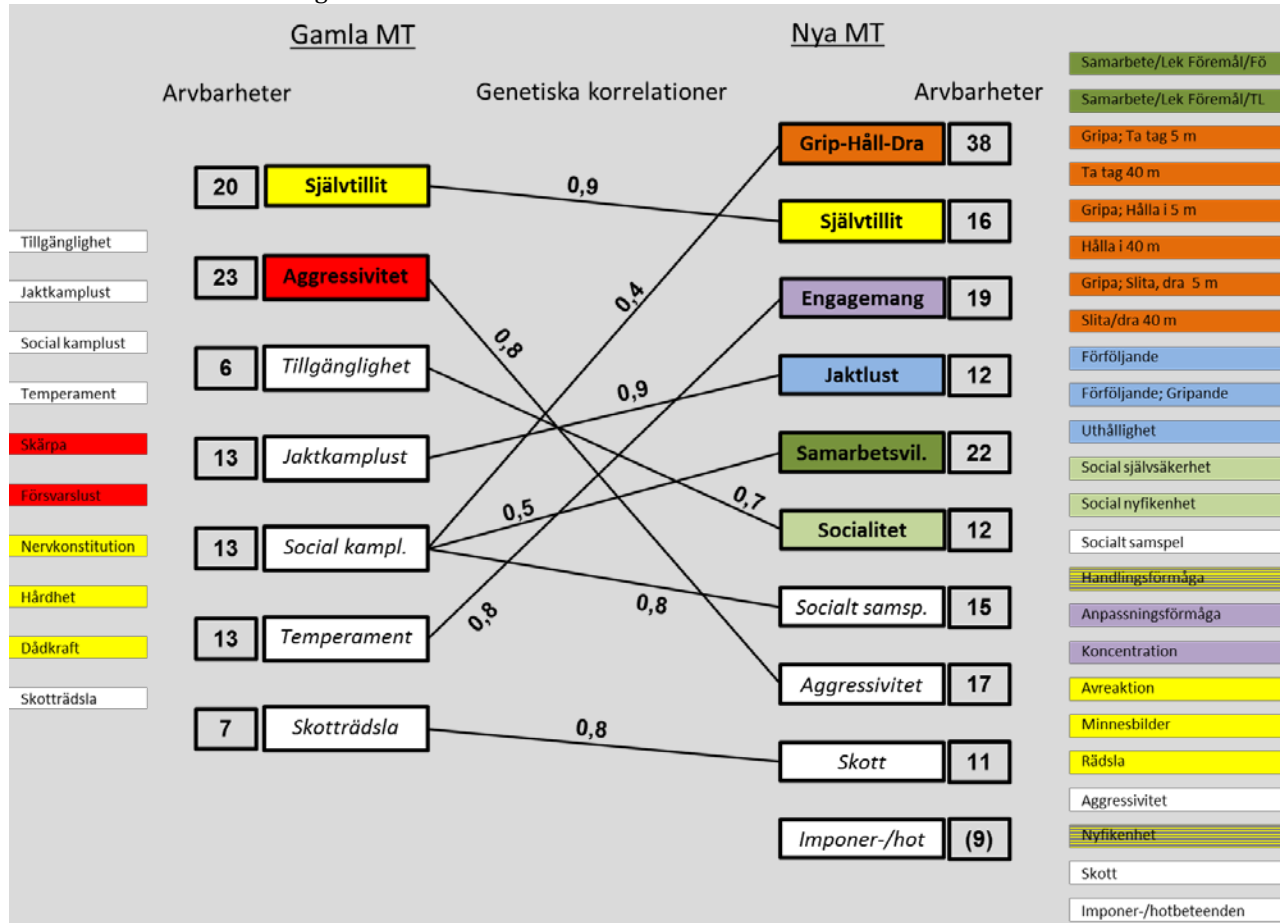 Gamla MT
Nya MT
Arvbarheter
Genetiska korrelationer
Arvbarheter
Tillgänglighet
Jaktkamplust
Social kamplust
Temperament
Skärpa
Försvarslust
Nervkonstitution
Hårdhet
Dådkraft
Skotträdsla
20 Självtillit
23 Aggressivitet
6 Tillgänglighet
13 Jaktkamplust
13 Social kampl.
13 Temperament
7 Skotträdsla
0,9
0,4
0,8
0,9
0,5
0,7
0,8
0,8
0,8
Grip-Håll-Dra 38
Självtillit 16
Engagemang 19
Jaktlust 12
Samarbetsvil. 22
Socialitet 12
Socialt samsp. 15
Aggressivitet 17
Skott 11
Imponer-/hot (9)
Samarbete/Lek Föremål/Fö
Samarbete/Lek Föremål/TL
Gripa; Ta tag 5 m
Ta tag 40 m
Gripa; Hålla i 5 m
Hålla i 40 m
Gripa; Slita, dra 5 m
Slita/dra 40 m
Förföljande
Förföljande; Gripande
Uthållighet
Social självsäkerhet
Social nyfikenhet
Socialt samspel
Handlingsförmåga
Anpassningsförmåga
Koncentration
Avreaktion
Minnesbilder
Rädsla
Aggressivitet
Nyfikenhet
Skott
Imponer-/hotbeteenden